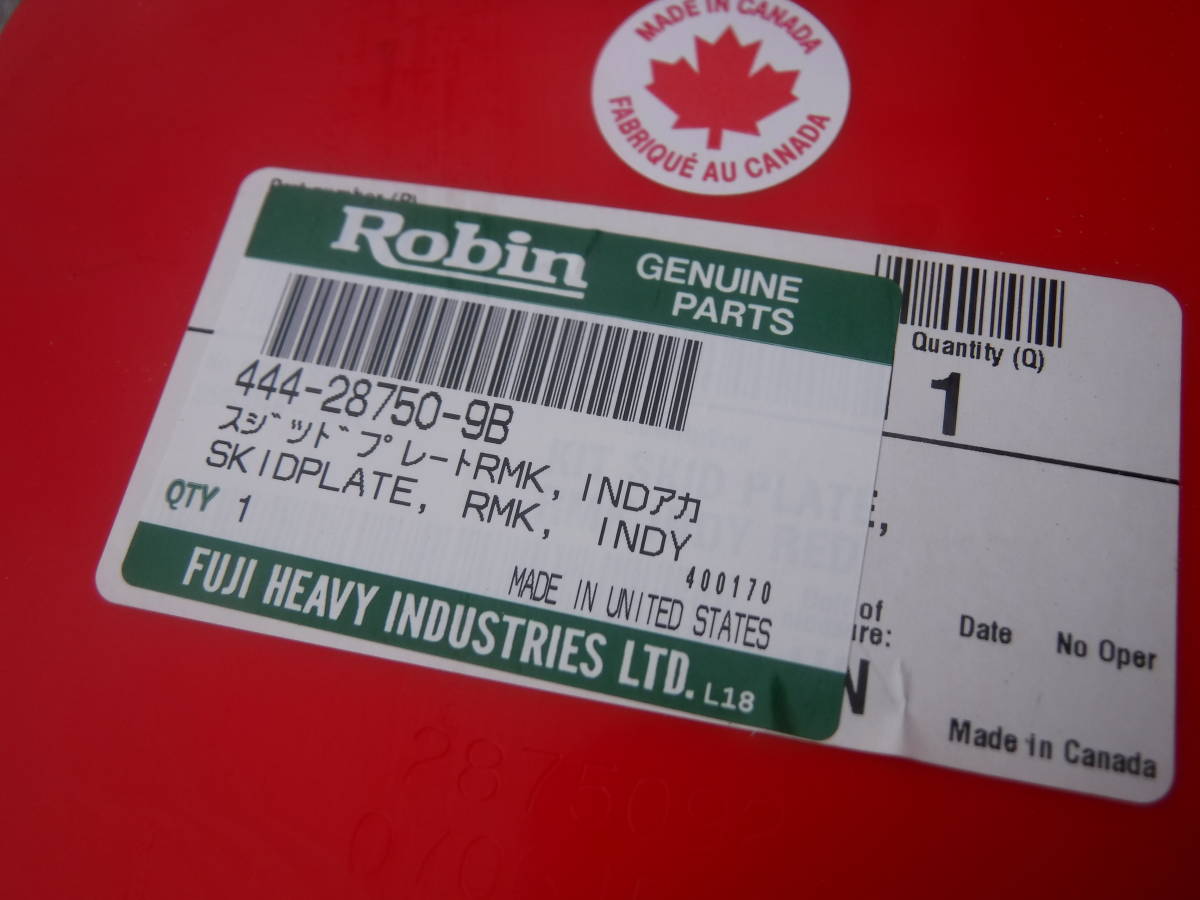 MADE IN CANADA
FABRIQUÉ AU CANADA
Robin
GENUINE
PARTS
444-28750-9B
スジッドプレートRMK, INDアカ
SKIDPLATE, RMK, INDY
QTY 1
400170
MADE IN UNITED STATES
FUJI HEAVY INDUSTRIES LTD. L18
Quantity (Q)
1
Date
No Oper
Made in Canada